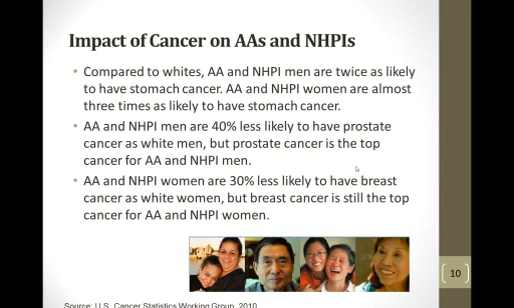 Impact of Cancer on AAs and NHPIs
• Compared to whites, AA and NHPI men are twice as likely
to have stomach cancer. AA and NHPI women are almost
three times as likely to have stomach cancer.
• AA and NHPI men are 40% less likely to have prostate
cancer as white men, but prostate cancer is the top
cancer for AA and NHPI men.
• AA and NHPI women are 30% less likely to have breast
cancer as white women, but breast cancer is still the top
cancer for AA and NHPI women.
10
Source: U.S. Cancer Statistics Working Group, 2010